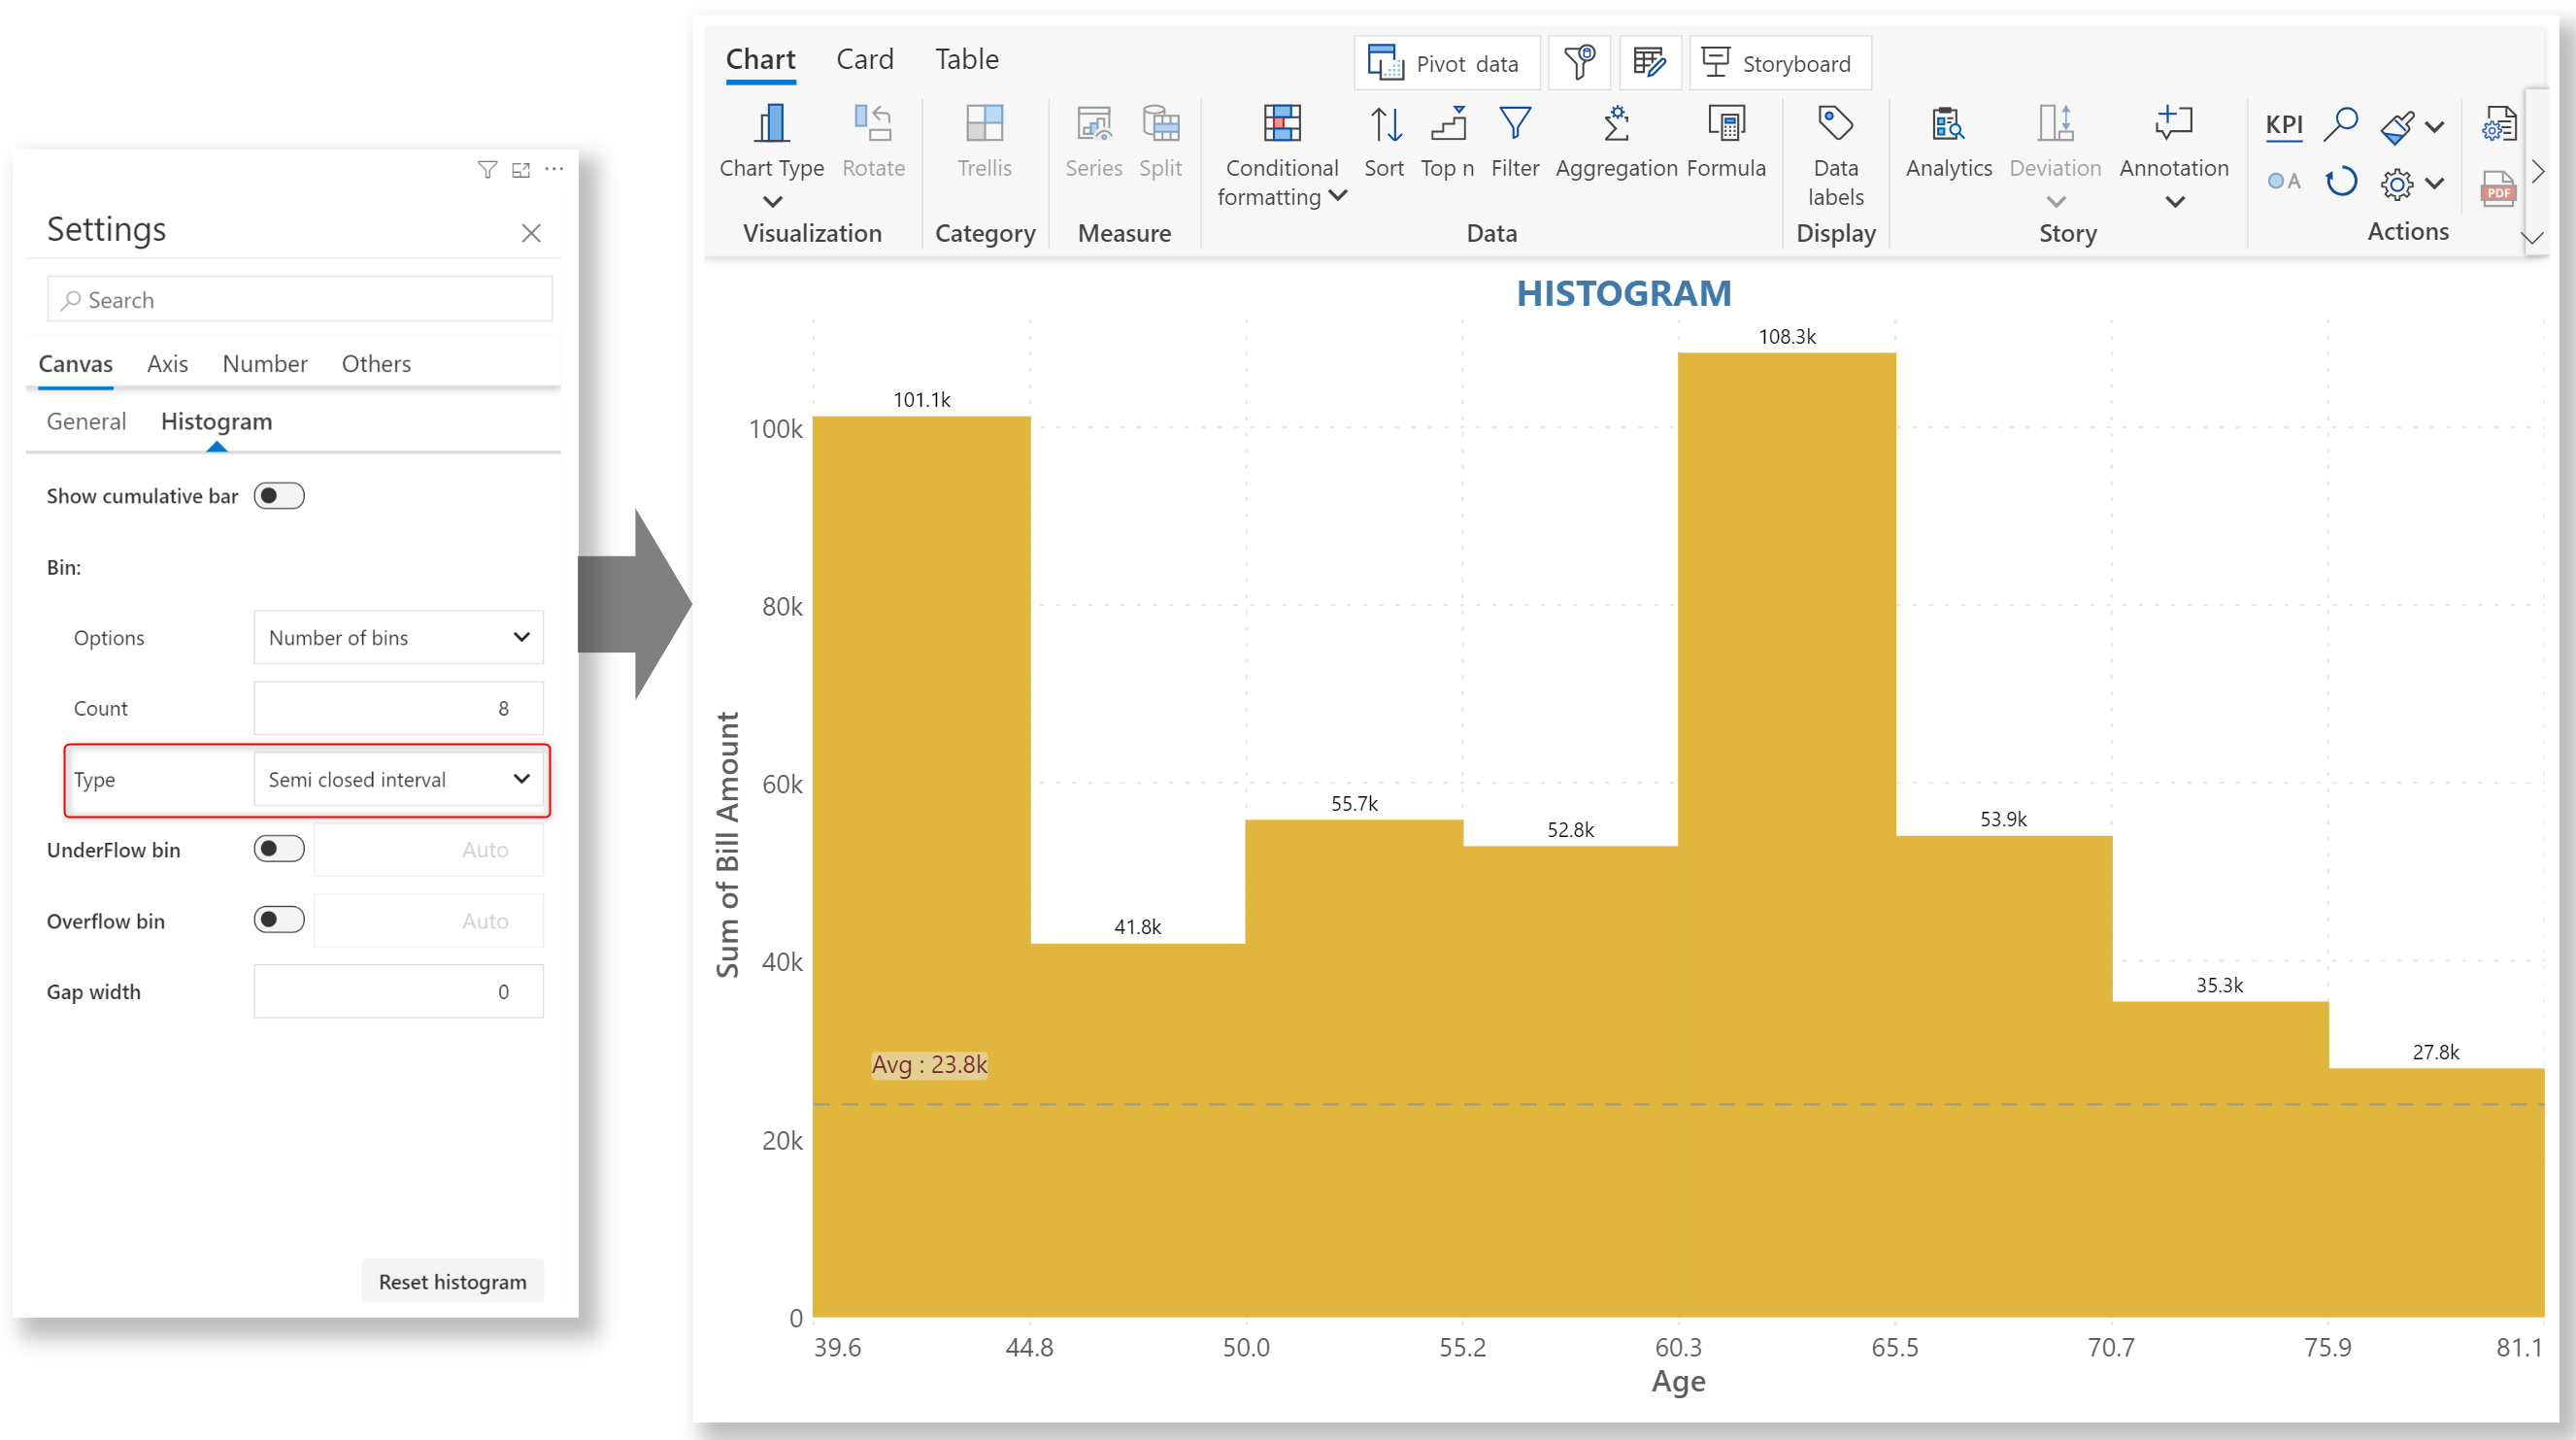 Settings
Search
Canvas Axis Number Others
General Histogram
Show cumulative bar
Bin:
Options Number of bins
Count 8
Type Semi closed interval
UnderFlow bin Auto
Overflow bin Auto
Gap width 0
Reset histogram
Chart Card Table Pivot data Storyboard
Chart Type Rotate Trellis Series Split Conditional formatting Sort Top n Filter Aggregation Formula Data labels Analytics Deviation Annotation KPI
A PDF
Visualization Category Measure Data Display Story Actions
HISTOGRAM
108.3k
101.1k
100k
80k
60k
55.7k
52.8k
53.9k
41.8k
40k
35.3k
27.8k
Avg : 23.8k
20k
0
Sum of Bill Amount
39.6 44.8 50.0 55.2 60.3 65.5 70.7 75.9 81.1
Age